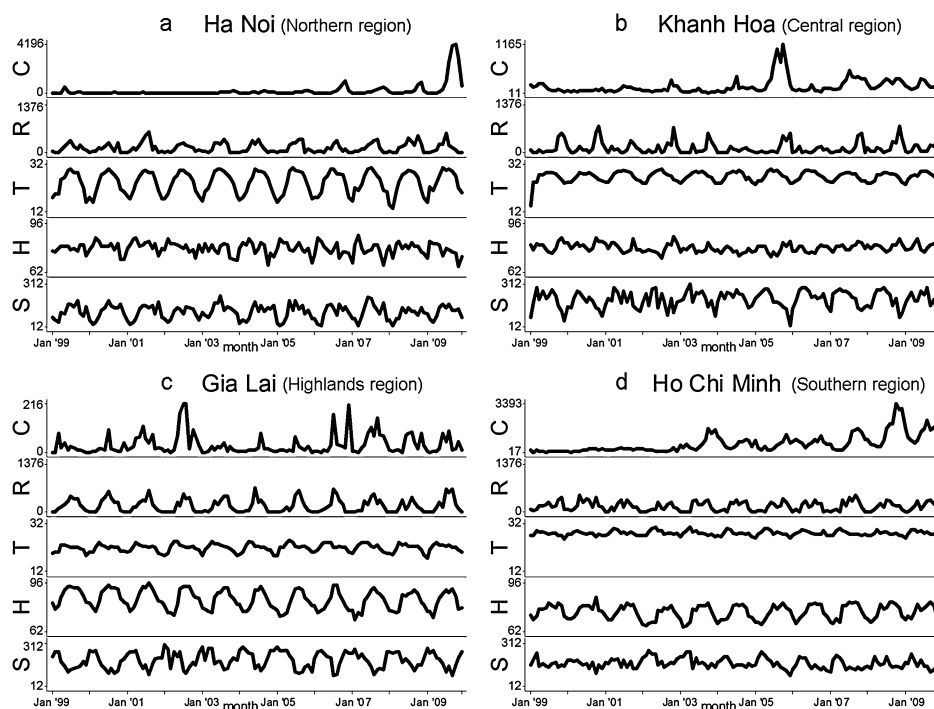 a Ha Noi (Northern region)
C 4196 0
R 1376 0
T 32 12
H 96 62
S 312 12
Jan '99 Jan '01 Jan '03 month Jan '05 Jan '07 Jan '09
b Khanh Hoa (Central region)
C 1165 11
R 1376 0
T 32 12
H 96 62
S 312 12
Jan '99 Jan '01 Jan '03 month Jan '05 Jan '07 Jan '09
c Gia Lai (Highlands region)
C 216 0
R 1376 0
T 32 12
H 96 62
S 312 12
Jan '99 Jan '01 Jan '03 month Jan '05 Jan '07 Jan '09
d Ho Chi Minh (Southern region)
C 3393 17
R 1376 0
T 32 12
H 96 62
S 312 12
Jan '99 Jan '01 Jan '03 month Jan '05 Jan '07 Jan '09